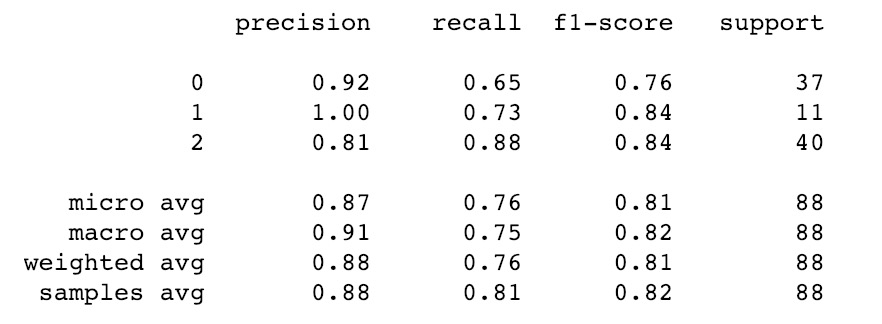 precision recall f1-score support
0 0.92 0.65 0.76 37
1 1.00 0.73 0.84 11
2 0.81 0.88 0.84 40
micro avg 0.87 0.76 0.81 88
macro avg 0.91 0.75 0.82 88
weighted avg 0.88 0.76 0.81 88
samples avg 0.88 0.81 0.82 88